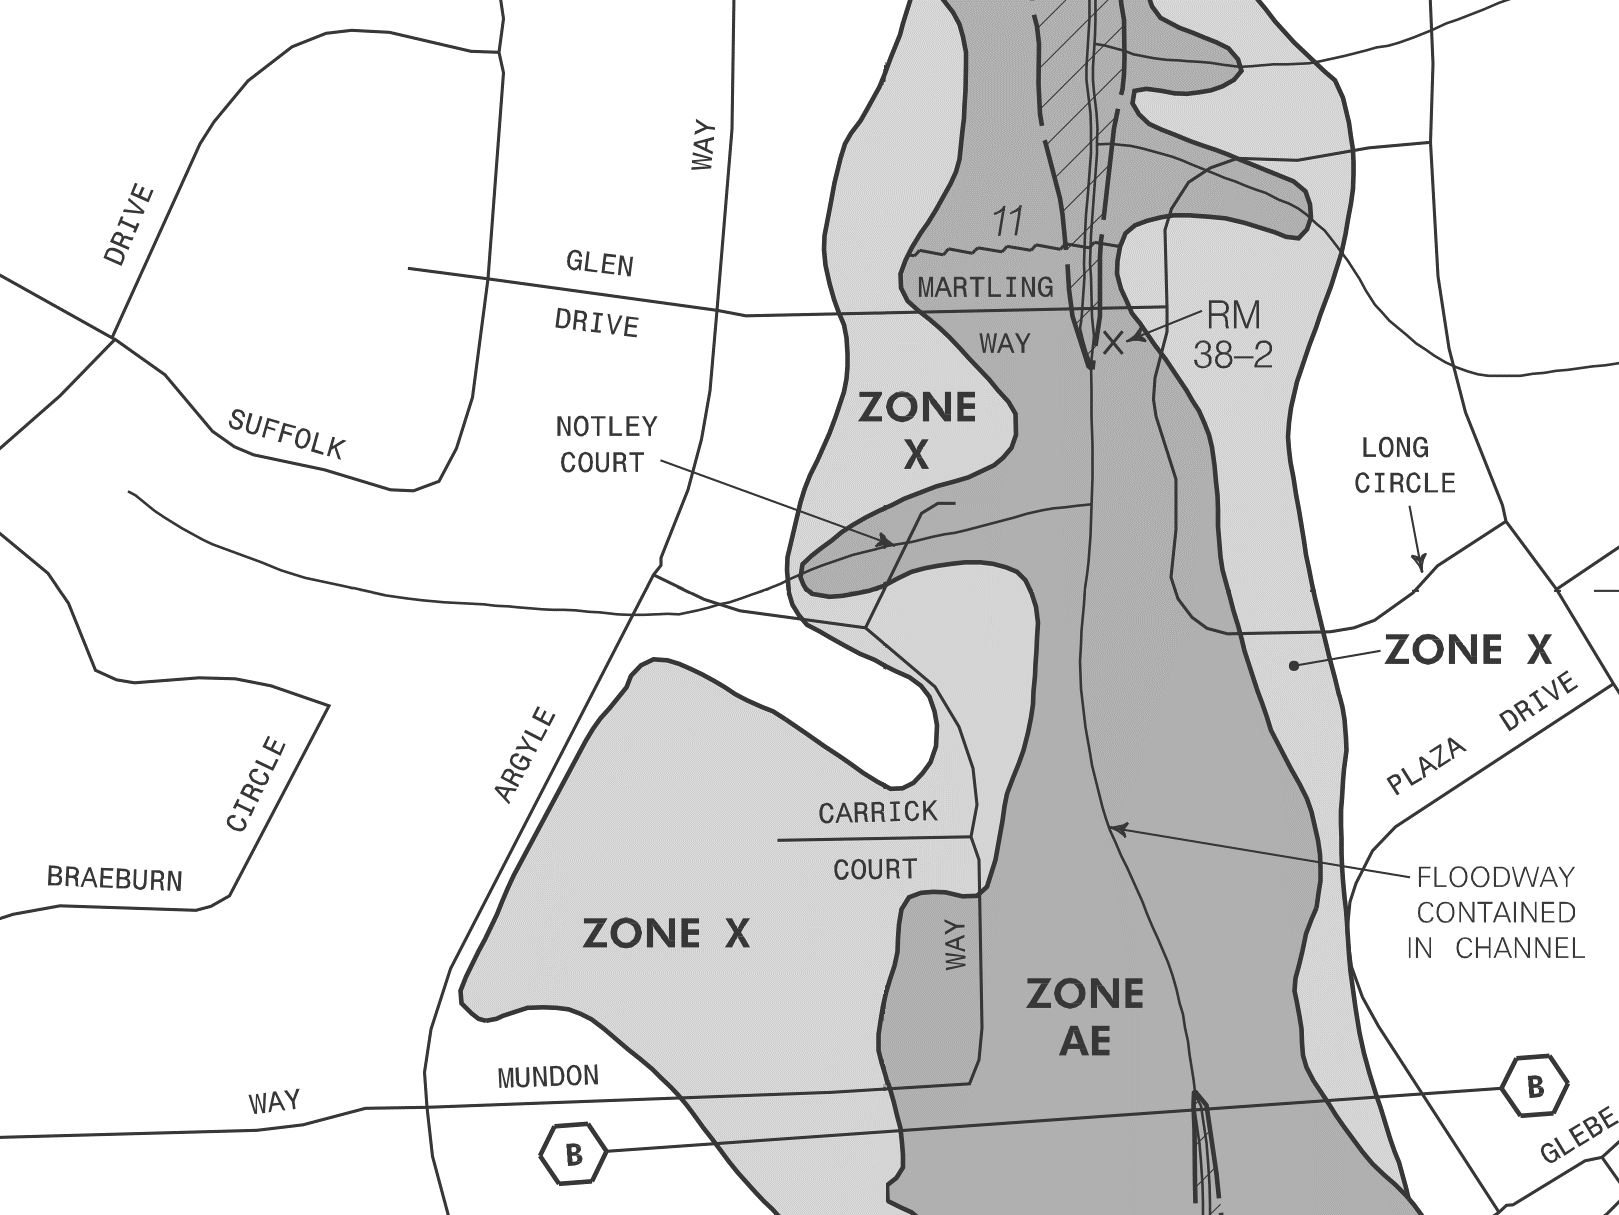 WAY
DRIVE
11
GLEN
MARTLING
DRIVE
WAY
RM
38–2
ZONE
X
SUFFOLK
NOTLEY
COURT
LONG
CIRCLE
ZONE X
DRIVE
PLAZA
ARGYLE
CIRCLE
CARRICK
COURT
BRAEBURN
FLOODWAY
CONTAINED
IN CHANNEL
ZONE X
WAY
ZONE
AE
MUNDON
WAY
B
B
GLEBE